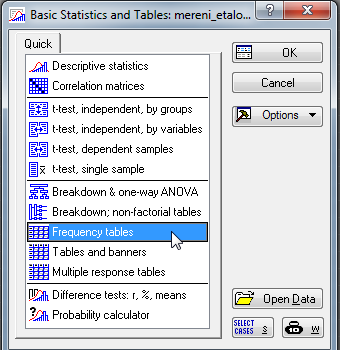 Basic Statistics and Tables: mereni_etalo...
Quick
Descriptive statistics
Correlation matrices
t-test, independent, by groups
t-test, independent, by variables
t-test, dependent samples
t-test, single sample
Breakdown & one-way ANOVA
Breakdown; non-factorial tables
Frequency tables
Tables and banners
Multiple response tables
Difference tests: r, %, means
Probability calculator
OK
Cancel
Options
Open Data
SELECT CASES S
W